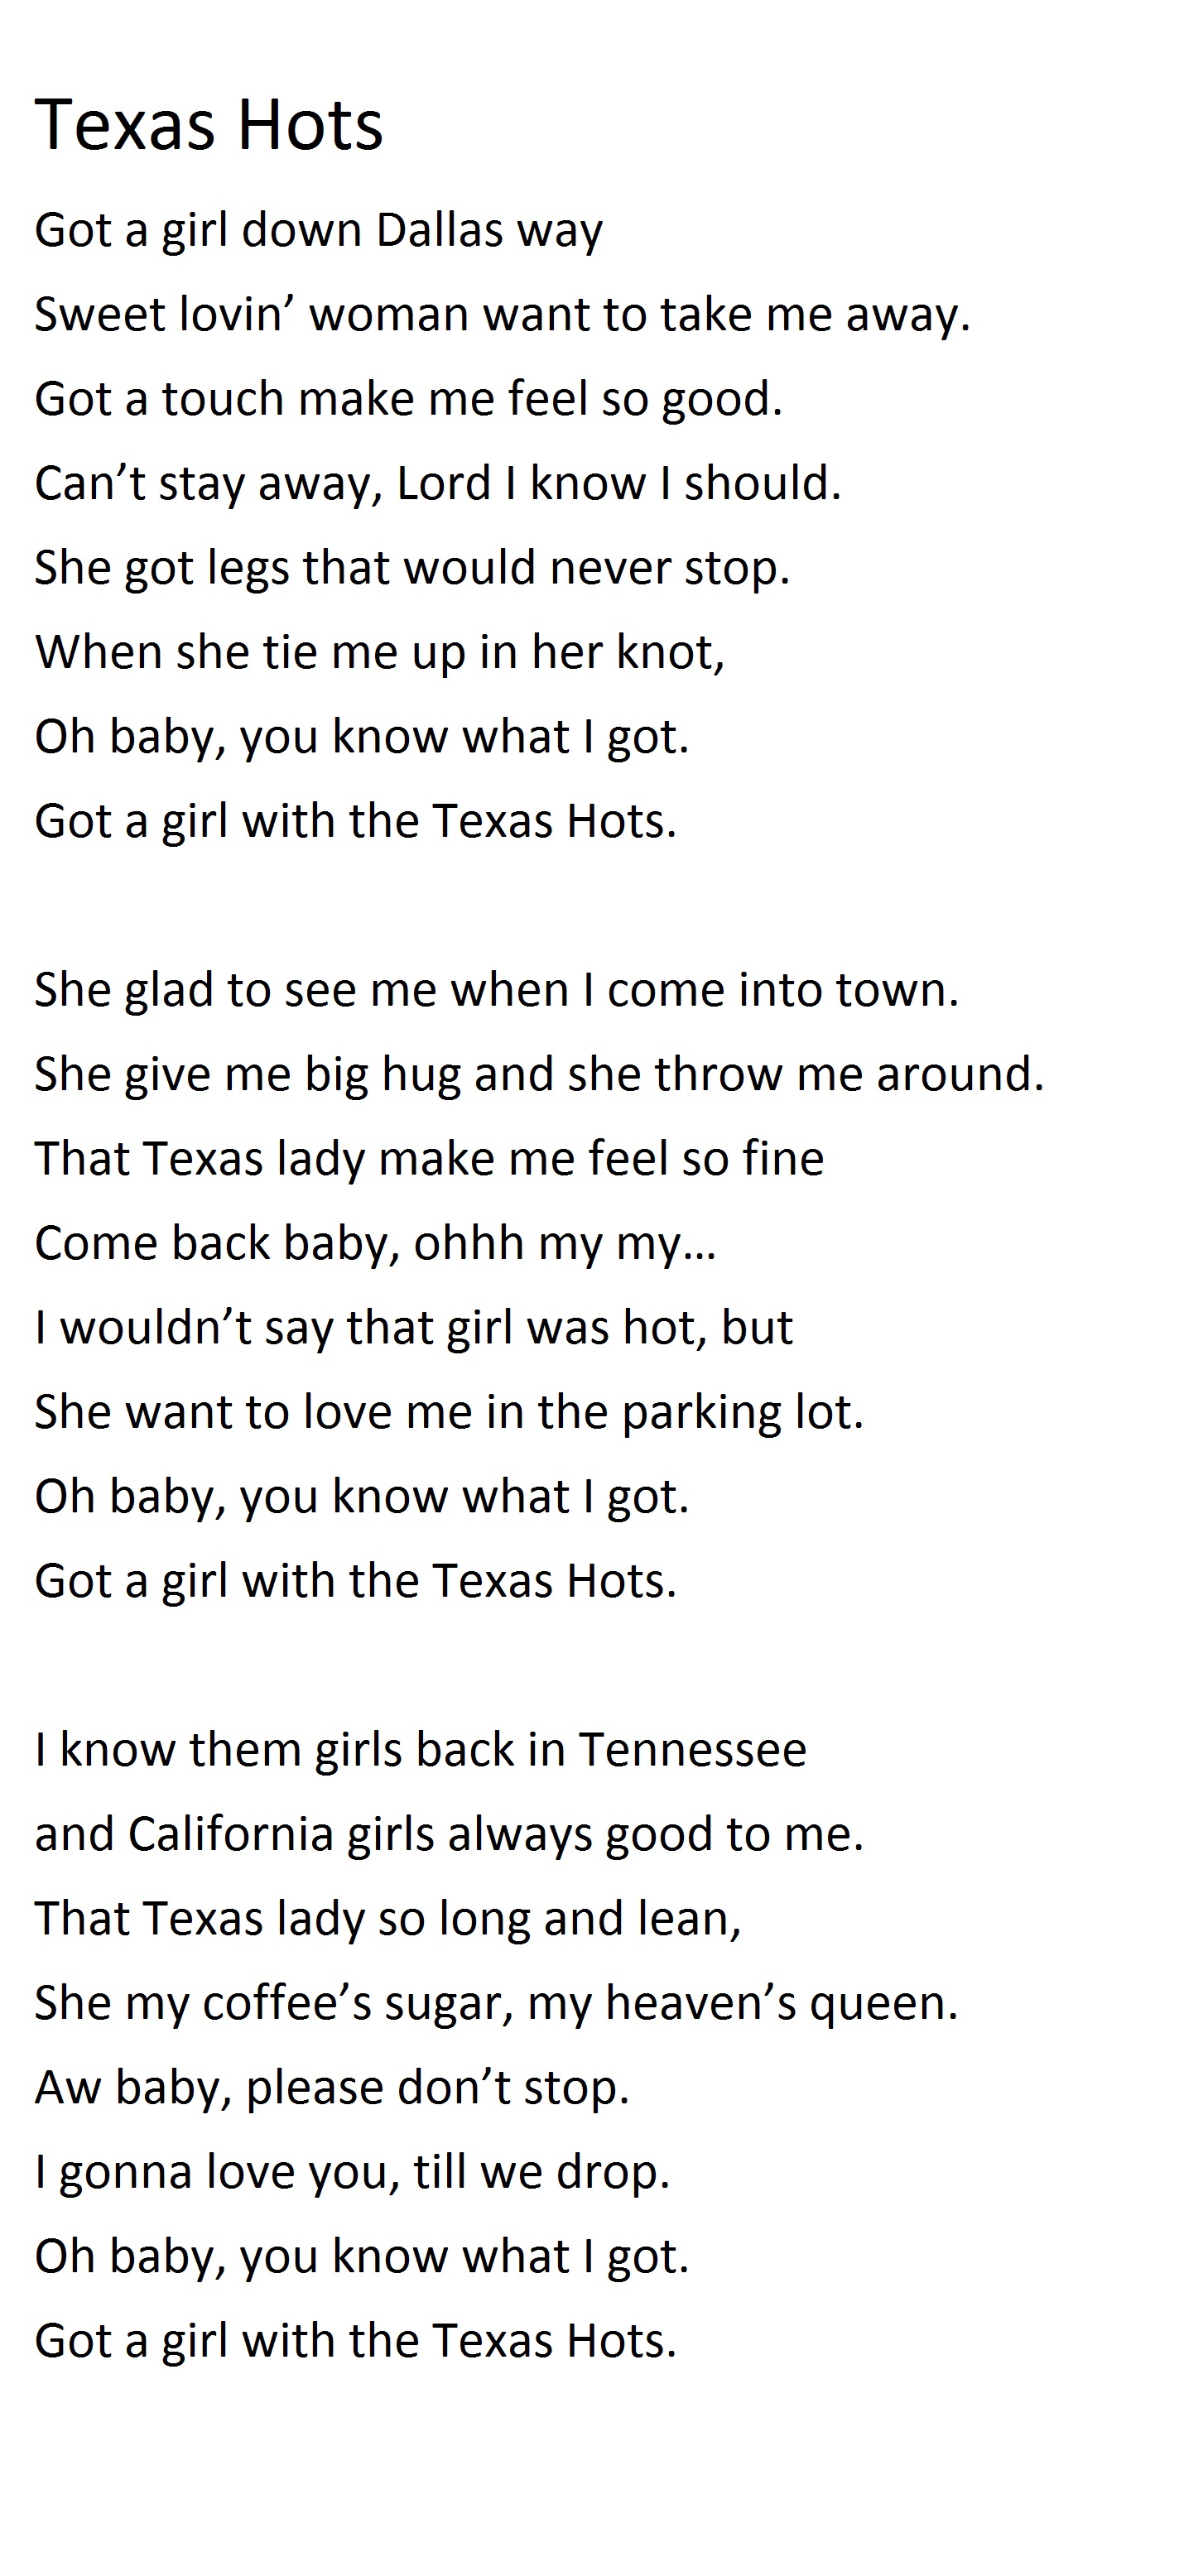 Texas Hots
Got a girl down Dallas way
Sweet lovin’ woman want to take me away.
Got a touch make me feel so good.
Can’t stay away, Lord I know I should.
She got legs that would never stop.
When she tie me up in her knot,
Oh baby, you know what I got.
Got a girl with the Texas Hots.
She glad to see me when I come into town.
She give me big hug and she throw me around.
That Texas lady make me feel so fine
Come back baby, ohhh my my…
I wouldn’t say that girl was hot, but
She want to love me in the parking lot.
Oh baby, you know what I got.
Got a girl with the Texas Hots.
I know them girls back in Tennessee
and California girls always good to me.
That Texas lady so long and lean,
She my coffee’s sugar, my heaven’s queen.
Aw baby, please don’t stop.
I gonna love you, till we drop.
Oh baby, you know what I got.
Got a girl with the Texas Hots.